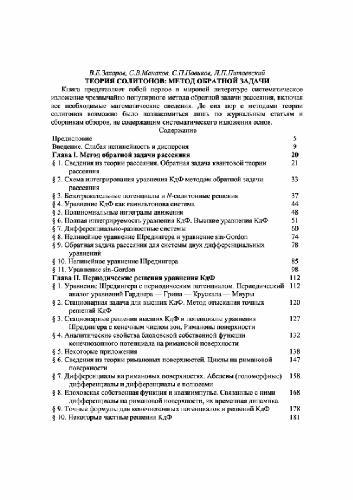 В.Е.Захаров, С.В.Манаков, С.П.Новиков, Л.П.Питаевский
ТЕОРИЯ СОЛИТОНОВ: МЕТОД ОБРАТНОЙ ЗАДАЧИ
Книга представляет собой первое в мировой литературе систематическое
изложение чрезвычайно популярного метода обратной задачи рассеяния, включая
все необходимые математические сведения. До сих пор с методами теории
солитонов возможно было познакомиться лишь по журнальным статьям и
сборникам обзоров, не содержащим систематического изложения основ.
Содержание
Предисловие 5
Введение. Слабая нелинейность и дисперсия 9
Глава I. Метод обратной задачи рассеяния 20
§ 1. Сведения из теории рассеяния. Обратная задача квантовой теории 21
рассеяния
§ 2. Схема интегрирования уравнения КдФ методом обратной задачи 33
рассеяния
§ 3. Безотражательные потенциалы и N-солитонные решения 37
§ 4. Уравнение КдФ как гамильтонова система 44
§ 5. Полиномиальные интегралы движения 48
§ 6. Полная интегрируемость уравнения КдФ. Высшие уравнения КдФ 51
§ 7. Дифференциально-разностные системы 60
§ 8. Нелинейное уравнение Шредингера и уравнение sin-Gordon 74
§ 9. Обратная задача рассеяния для системы двух дифференциальных 78
уравнений
§ 10. Нелинейное уравнение Шредингера 85
§ 11. Уравнение sin-Gordon 98
Глава II. Периодические решения уравнения КдФ 112
§ 1. Уравнение Шредингера с периодическим потенциалом. Периодический 112
аналог уравнений Гарднера — Грина — Крускала — Миуры
§ 2. Стационарная задача для высших КдФ. Метод отыскания точных 120
решений КдФ
§ 3. Стационарные решения высших КдФ и потенциалы уравнения 127
Шредингера с конечным числом зон. Римановы поверхности
§ 4. Аналитические свойства блоховской собственной функции 132
конечнозонного потенциала на римановой поверхности
§ 5. Некоторые приложения 138
§ 6. Сведения из теории римановых поверхностей. Циклы на римановой 147
поверхности
§ 7. Дифференциалы на римановых поверхностях. Абелевы (голоморфные) 158
дифференциалы и дифференциалы с полюсами
§ 8. Блоховская собственная функция и квазиимпульс. Связанные с ними 168
дифференциалы на римановой поверхности, их временная динамика.
§ 9. Точные формулы для конечнозонных потенциалов и решений КдФ 178
§ 10. Некоторые частные решения КдФ 181